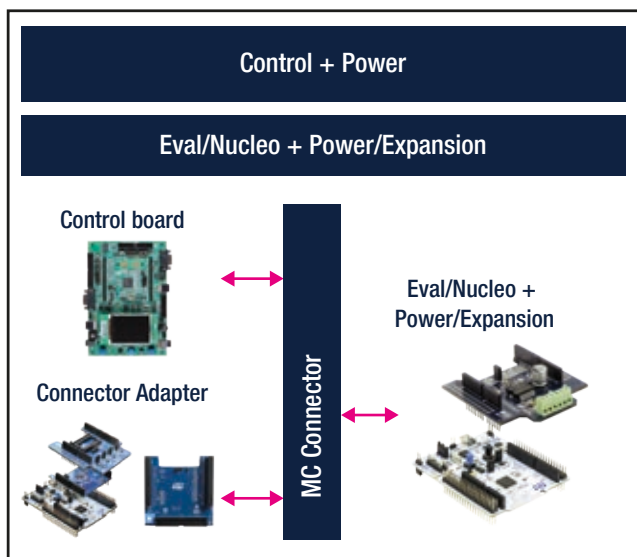 Control + Power
Eval/Nucleo + Power/Expansion
Control board
Eval/Nucleo +
Power/Expansion
MC Connector
Connector Adapter